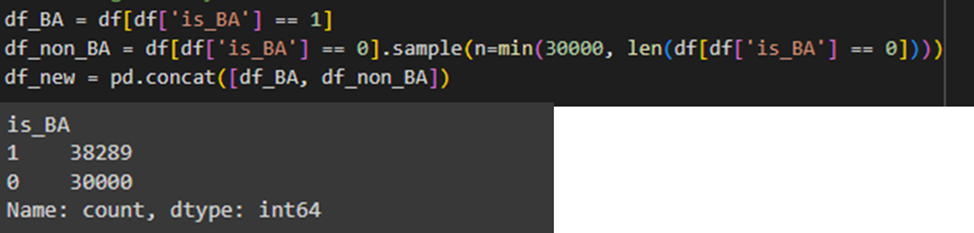 df_BA = df[df['is_BA'] == 1]
df_non_BA = df[df['is_BA'] == 0].sample(n=min(30000, len(df[df['is_BA'] == 0])))
df_new = pd.concat([df_BA, df_non_BA])
is_BA
1    38289
0    30000
Name: count, dtype: int64